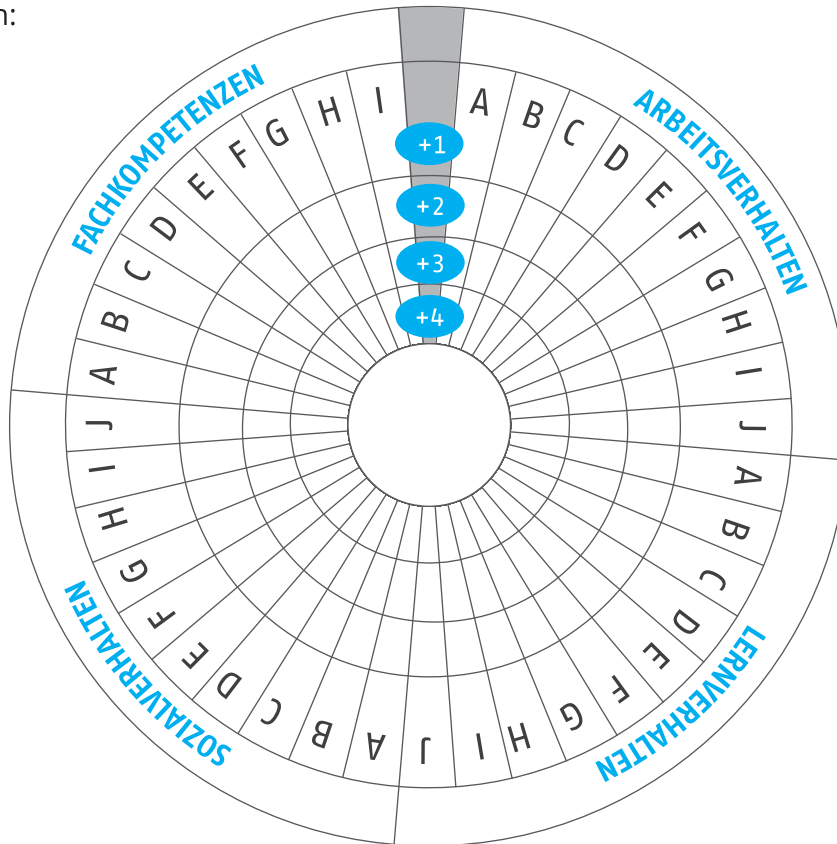 n:
FACHKOMPETENZEN
A
B
C
D
E
F
G
H
I
+1
+2
+3
+4
ARBEITSVERHALTEN
A
B
C
D
E
F
G
H
I
J
LERNVERHALTEN
A
B
C
D
E
F
G
H
I
J
SOZIALVERHALTEN
A
B
C
D
E
F
G
H
I
J